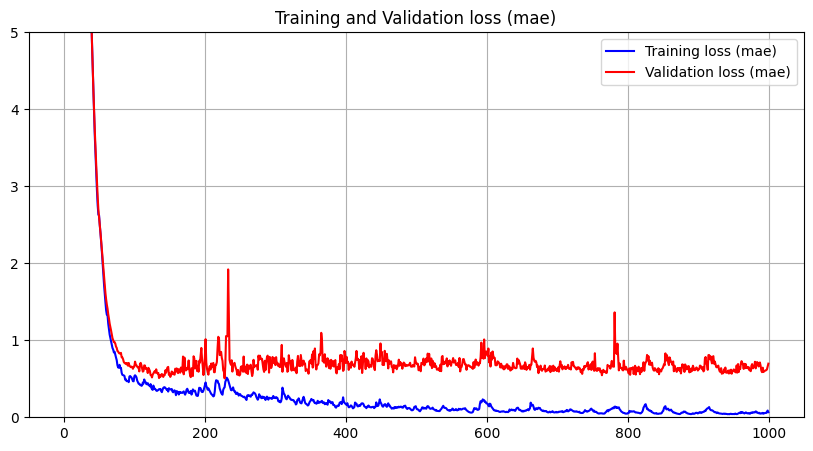 Training and Validation loss (mae)
Training loss (mae)
Validation loss (mae)
5
4
3
2
1
0
0 200 400 600 800 1000